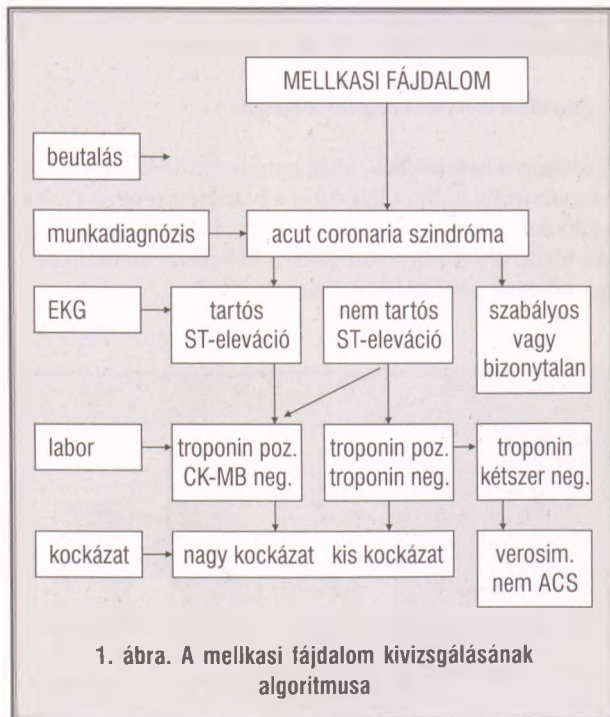 MELLKASI FÁJDALOM
beutalás
munkadiagnózis
acut coronaria szindróma
EKG
tartós
ST-eleváció
nem tartós
ST-eleváció
szabályos
vagy
bizonytalan
labor
troponin poz.
CK-MB neg.
troponin poz.
troponin neg.
troponin
kétszer neg.
kockázat
nagy kockázat kis kockázat
verosim.
nem ACS
1. ábra. A mellkasi fájdalom kivizsgálásának
algoritmusa